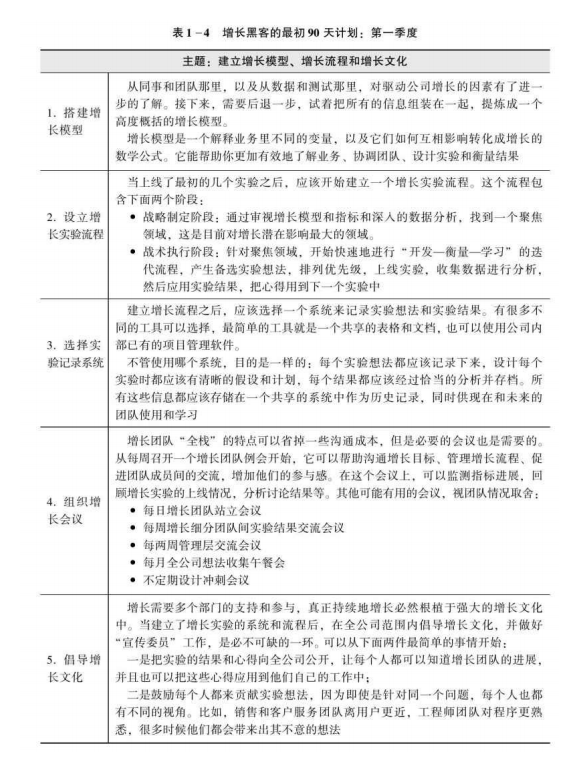 表 1-4 增长黑客的最初 90 天计划：第一季度
主题：建立增长模型、增长流程和增长文化
1. 搭建增
长模型
从同事和团队那里，以及从数据和测试那里，对驱动公司增长的因素有了进一
步的了解。接下来，需要后退一步，试着把所有的信息组装在一起，提炼成一个
高度概括的增长模型。
增长模型是一个解释业务里不同的变量，以及它们如何互相影响转化成增长的
数学公式。它能帮助你更加有效地了解业务、协调团队、设计实验和衡量结果
2. 设立增
长实验流程
当上线了最初的几个实验之后，应该开始建立一个增长实验流程。这个流程包
含下面两个阶段：
● 战略制定阶段：通过审视增长模型和指标和深入的数据分析，找到一个聚焦
领域，这是目前对增长潜在影响最大的领域。
● 战术执行阶段：针对聚焦领域，开始快速地进行“开发—衡量—学习”的迭
代流程，产生备选实验想法，排列优先级，上线实验，收集数据进行分析，
然后应用实验结果，把心得用到下一个实验中
3. 选择实
验记录系统
建立增长流程之后，应该选择一个系统来记录实验想法和实验结果。有很多不
同的工具可以选择，最简单的工具就是一个共享的表格和文档，也可以使用公司内
部已有的项目管理软件。
不管使用哪个系统，目的是一样的：每个实验想法都应该记录下来，设计每个
实验时都应该有清晰的假设和计划，每个结果都应该经过恰当的分析并存档。所
有这些信息都应该存储在一个共享的系统中作为历史记录，同时供现在和未来的
团队使用和学习
4. 组织增
长会议
增长团队“全栈”的特点可以省掉一些沟通成本，但是必要的会议也是需要的。
从每周召开一个增长团队例会开始，它可以帮助沟通增长目标、管理增长流程、促
进团队成员间的交流，增加他们的参与感。在这个会议上，可以监测指标进展，回
顾增长实验的上线情况，分析讨论结果等。其他可能有用的会议，视团队情况取舍：
● 每日增长团队站立会议
● 每周增长细分团队间实验结果交流会议
● 每两周管理层交流会议
● 每月全公司想法收集午餐会
● 不定期设计冲刺会议
5. 倡导增
长文化
增长需要多个部门的支持和参与，真正持续地增长必然根植于强大的增长文化
中。当建立了增长实验的系统和流程后，在全公司范围内倡导增长文化，并做好
“宣传委员”工作，是必不可缺的一环。可以从下面两件最简单的事情开始：
一是把实验的结果和心得向全公司公开，让每个人都可以知道增长团队的进展，
并且也可以把这些心得应用到他们自己的工作中；
二是鼓励每个人都来贡献实验想法，因为即使是针对同一个问题，每个人也都
有不同的视角。比如，销售和客户服务团队离用户更近，工程师团队对程序更熟
悉，很多时候他们都会带来出其不意的想法